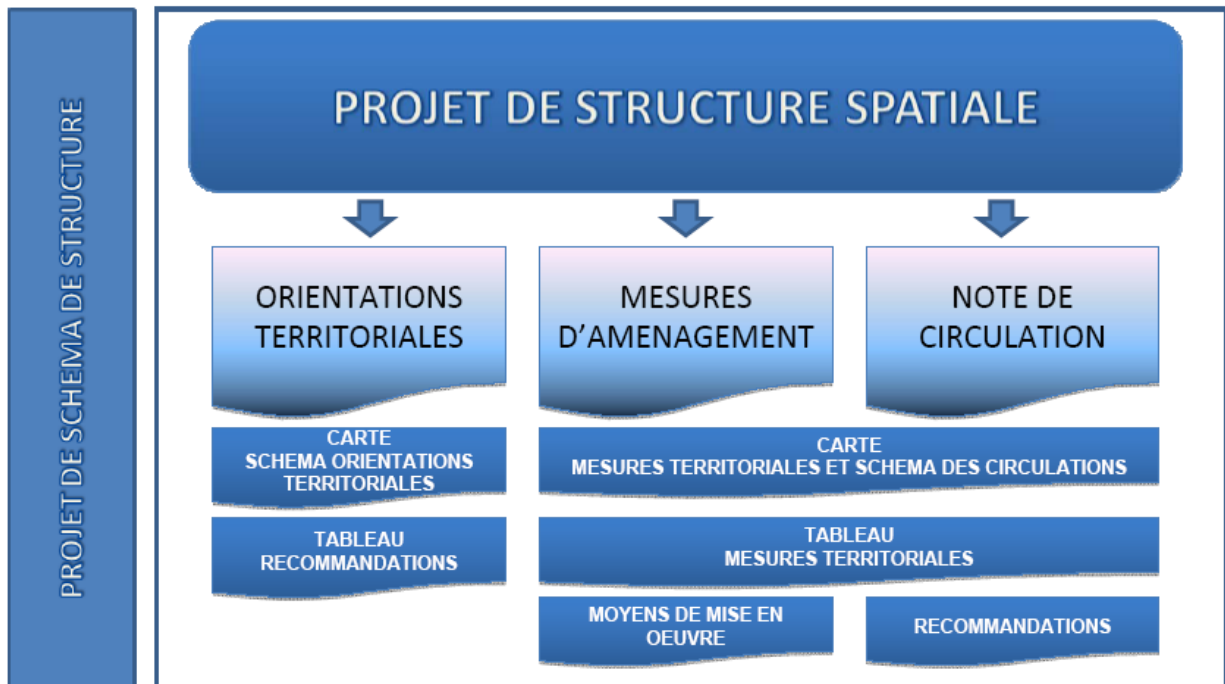 PROJET DE SCHEMA DE STRUCTURE
PROJET DE STRUCTURE SPATIALE
ORIENTATIONS
TERRITORIALES
MESURES
D’AMENAGEMENT
NOTE DE
CIRCULATION
CARTE
SCHEMA ORIENTATIONS
TERRITORIALES
CARTE
MESURES TERRITORIALES ET SCHEMA DES CIRCULATIONS
TABLEAU
RECOMMANDATIONS
TABLEAU
MESURES TERRITORIALES
MOYENS DE MISE EN
OEUVRE
RECOMMANDATIONS